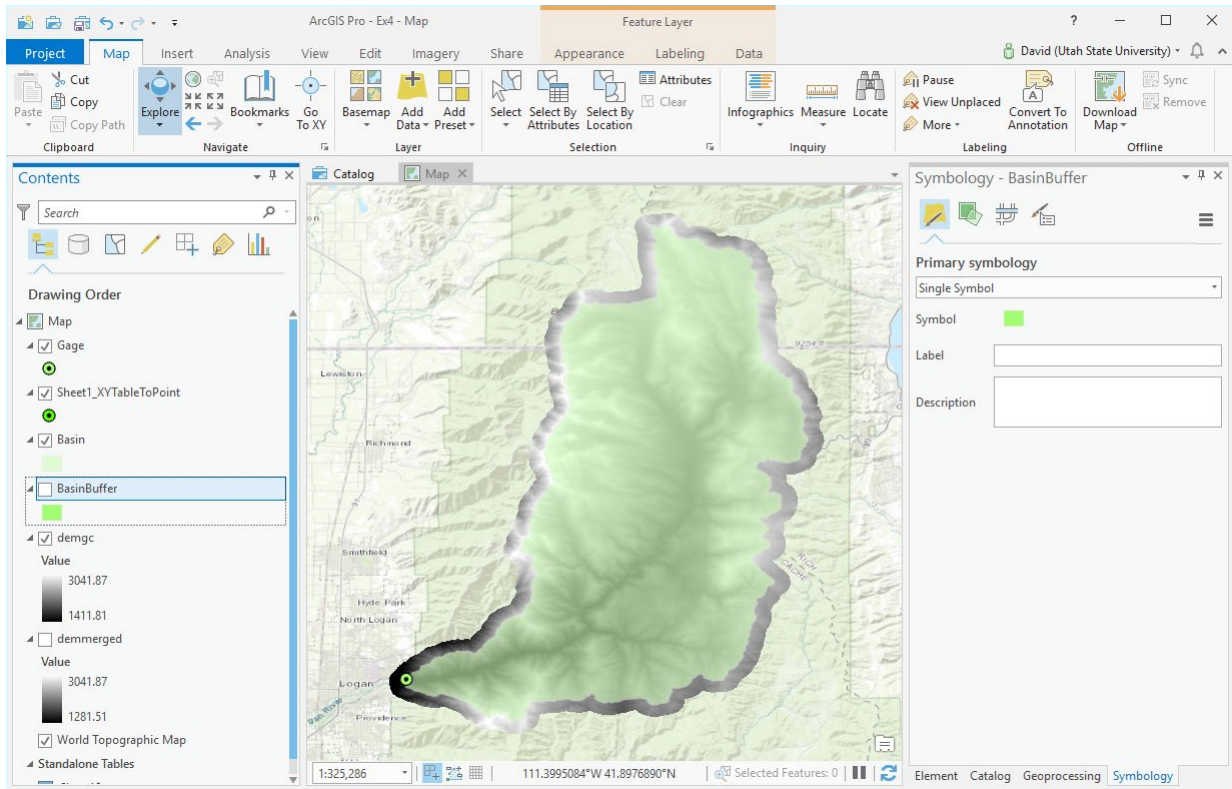 ArcGIS Pro - Ex4 - Map
Feature Layer
?
Project Map Insert Analysis View Edit Imagery Share Appearance Labeling Data
David (Utah State University)
Paste
Cut
Copy
Copy Path
Clipboard
Explore
Bookmarks
Go To XY
Navigate
Basemap
Add Data
Add Preset
Layer
Select
Select By Attributes
Select By Location
Attributes
Clear
Selection
Infographics
Measure
Locate
Inquiry
Pause
View Unplaced
More
Convert To Annotation
Labeling
Download Map
Sync
Remove
Offline
Contents
Search
Drawing Order
Map
Gage
Sheet1_XYTableToPoint
Basin
BasinBuffer
demgc
Value
3041.87
1411.81
demmerged
Value
3041.87
1281.51
World Topographic Map
Standalone Tables
Catalog
Map
Lewiston
9254 ft
Richmond
91
Smithfield
Hyde Park
North Logan
Logan
Providence
RICH
CACHE
1:325,286
111.3995084°W 41.8976890°N
Selected Features: 0
Symbology - BasinBuffer
Primary symbology
Single Symbol
Symbol
Label
Description
Element Catalog Geoprocessing Symbology